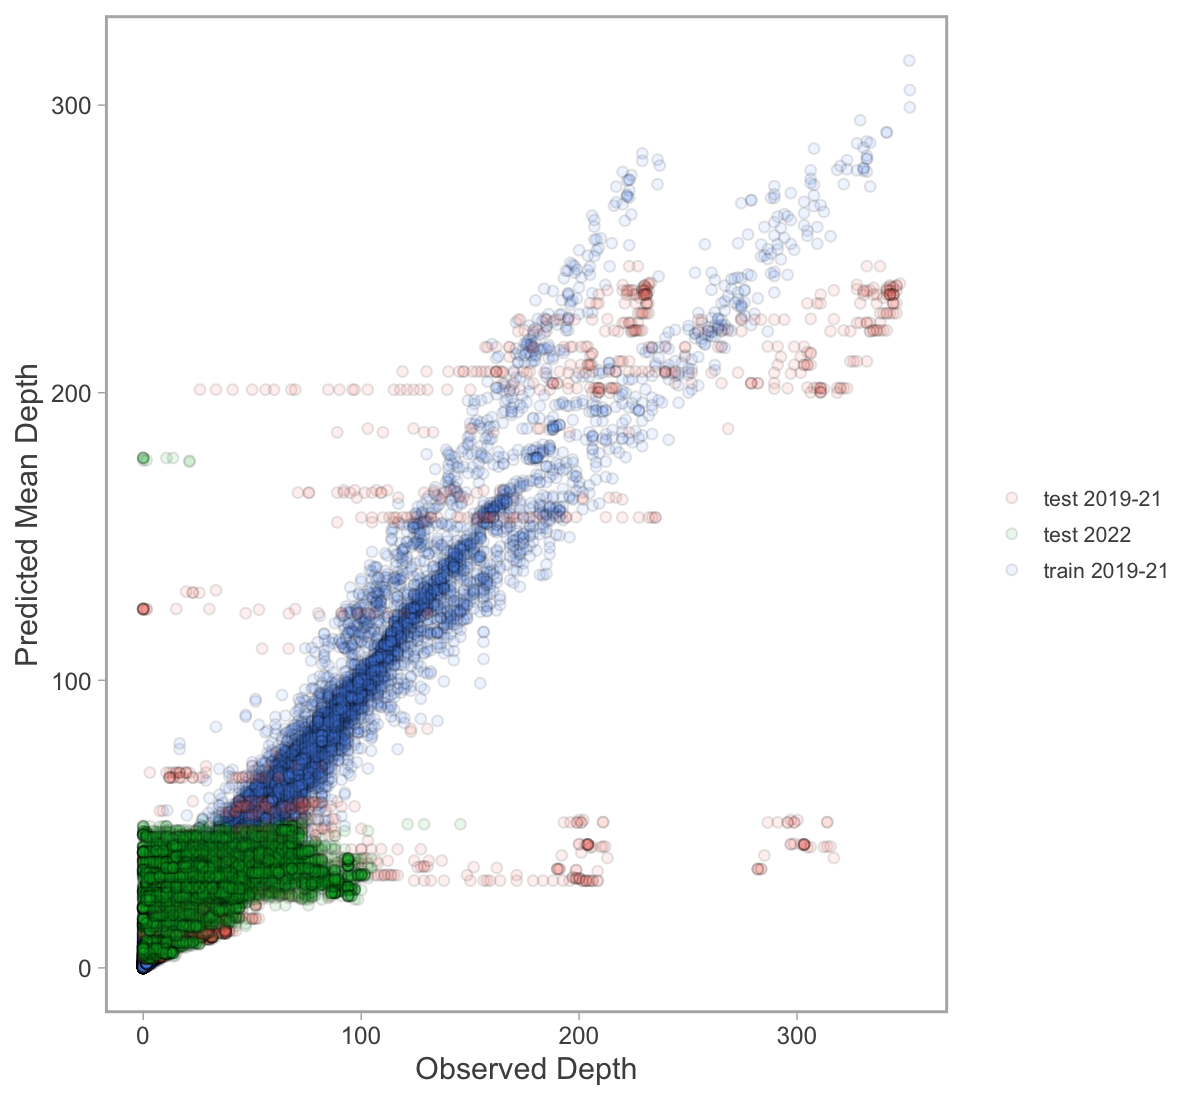 300
200
100
0
0 100 200 300
Observed Depth
Predicted Mean Depth
test 2019-21
test 2022
train 2019-21